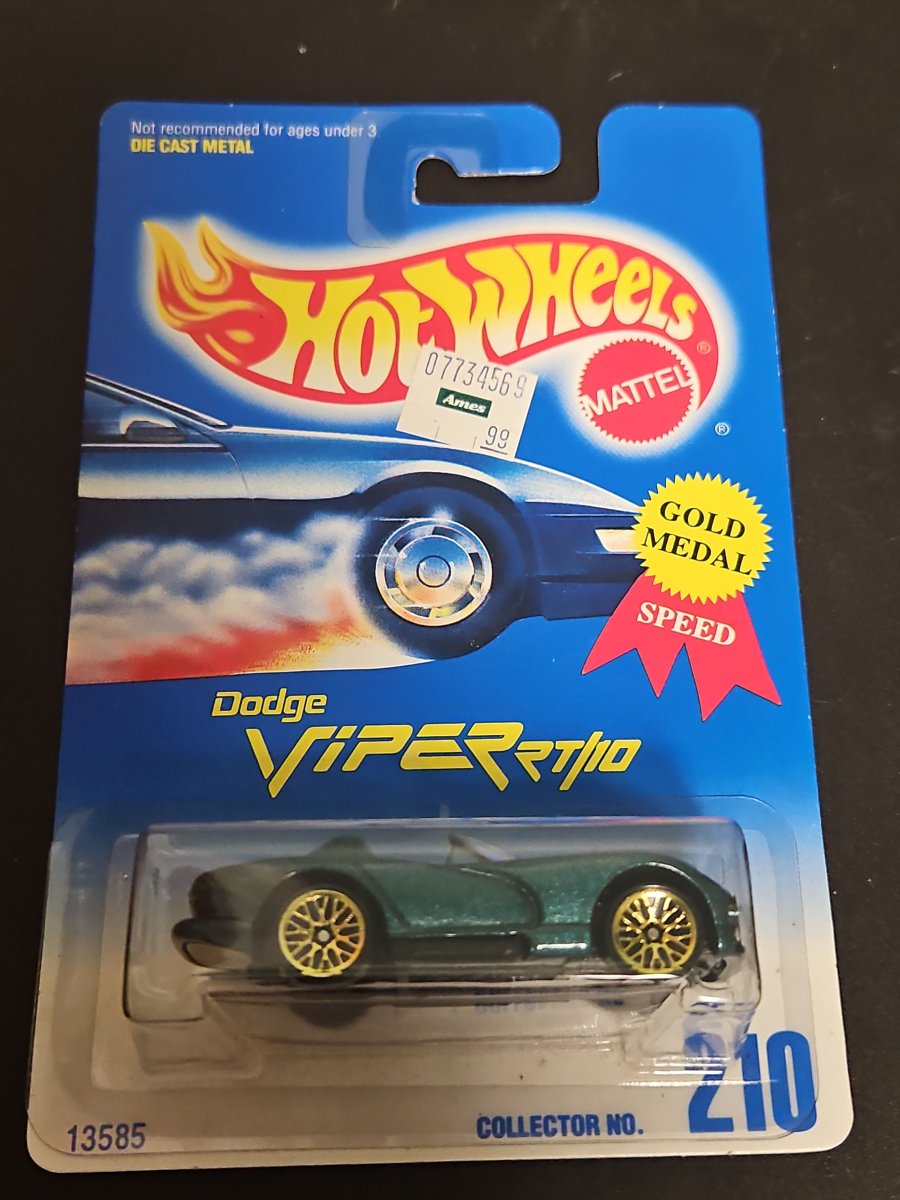 Not recommended for ages under 3.
DIE CAST METAL
HOT WHEELS
®
MATTEL
®
07734569
Ames
.99
GOLD
MEDAL
SPEED
Dodge
VIPER RT/10
210
COLLECTOR NO.
13585